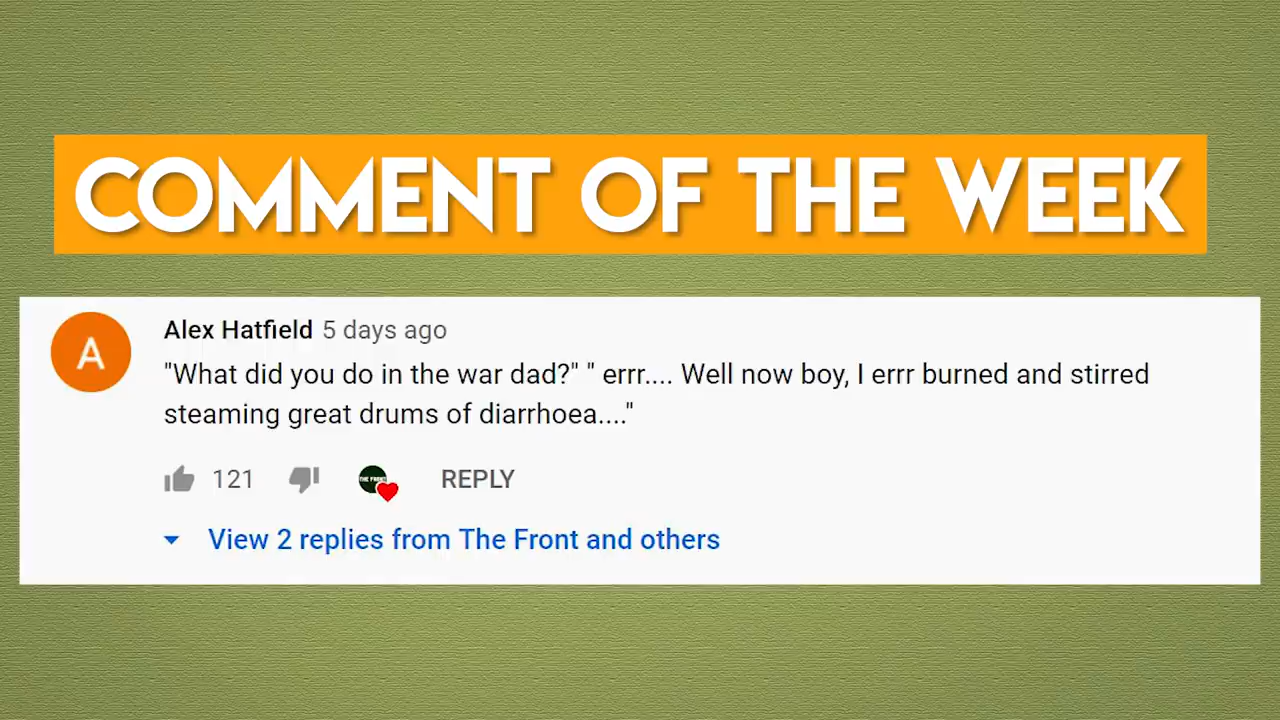 COMMENT OF THE WEEK
A
Alex Hatfield 5 days ago
"What did you do in the war dad?" " errr.... Well now boy, I errr burned and stirred
steaming great drums of diarrhoea...."
121 THE FRONT REPLY
View 2 replies from The Front and others